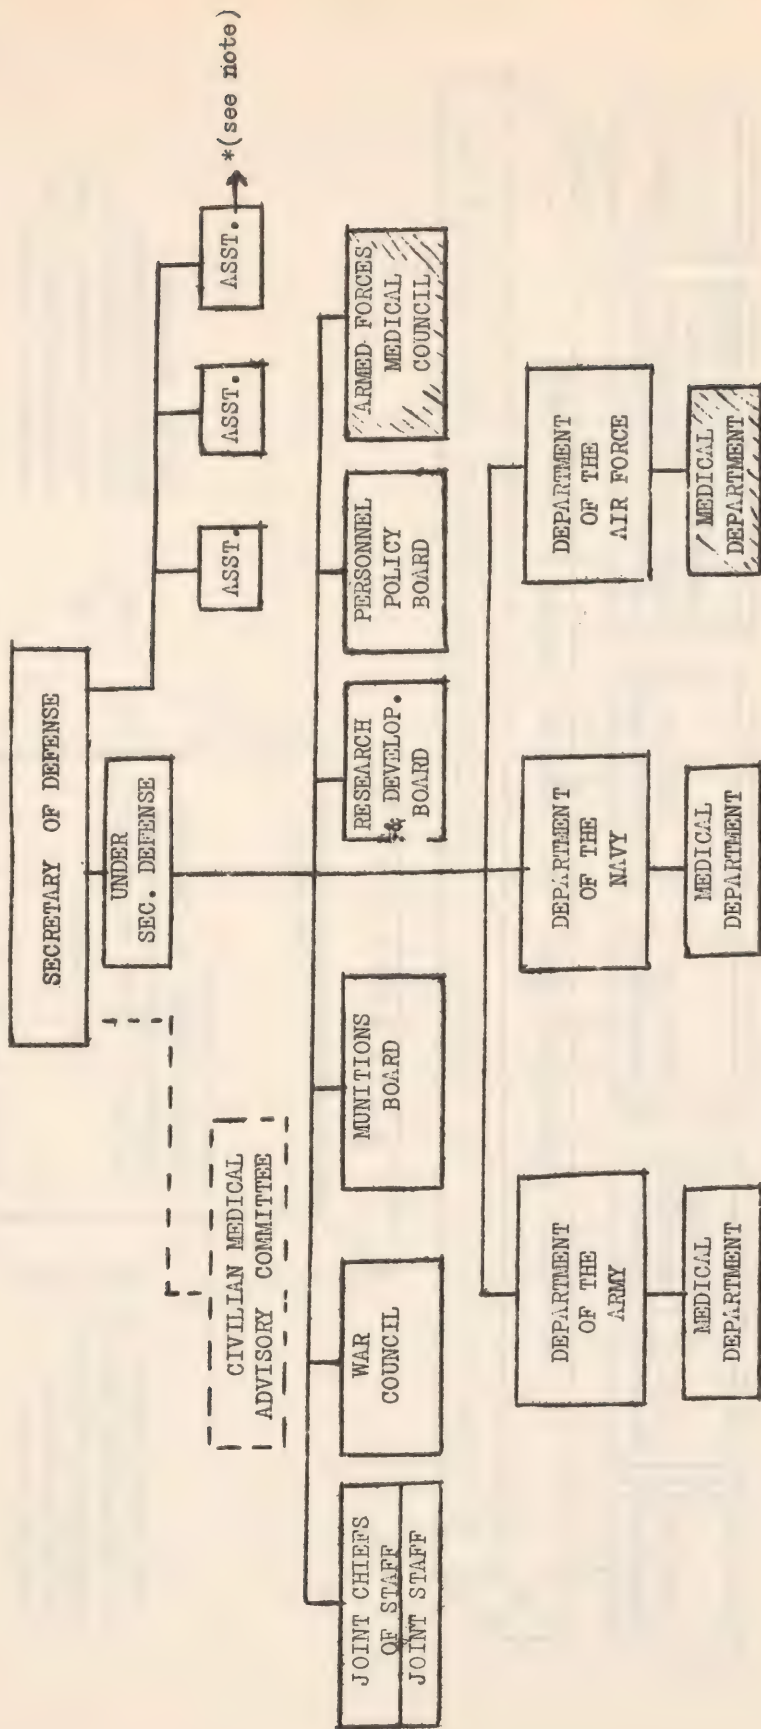 SECRETARY OF DEFENSE
UNDER
SEC. DEFENSE
ASST.
ASST.
ASST.
*(see note)
CIVILIAN MEDICAL
ADVISORY COMMITTEE
JOINT CHIEFS
OF STAFF
JOINT STAFF
WAR
COUNCIL
MUNITIONS
BOARD
RESEARCH
& DEVELOP.
BOARD
PERSONNEL
POLICY
BOARD
ARMED FORCES
MEDICAL
COUNCIL
DEPARTMENT
OF THE
ARMY
DEPARTMENT
OF THE
NAVY
DEPARTMENT
OF THE
AIR FORCE
MEDICAL
DEPARTMENT
MEDICAL
DEPARTMENT
MEDICAL
DEPARTMENT